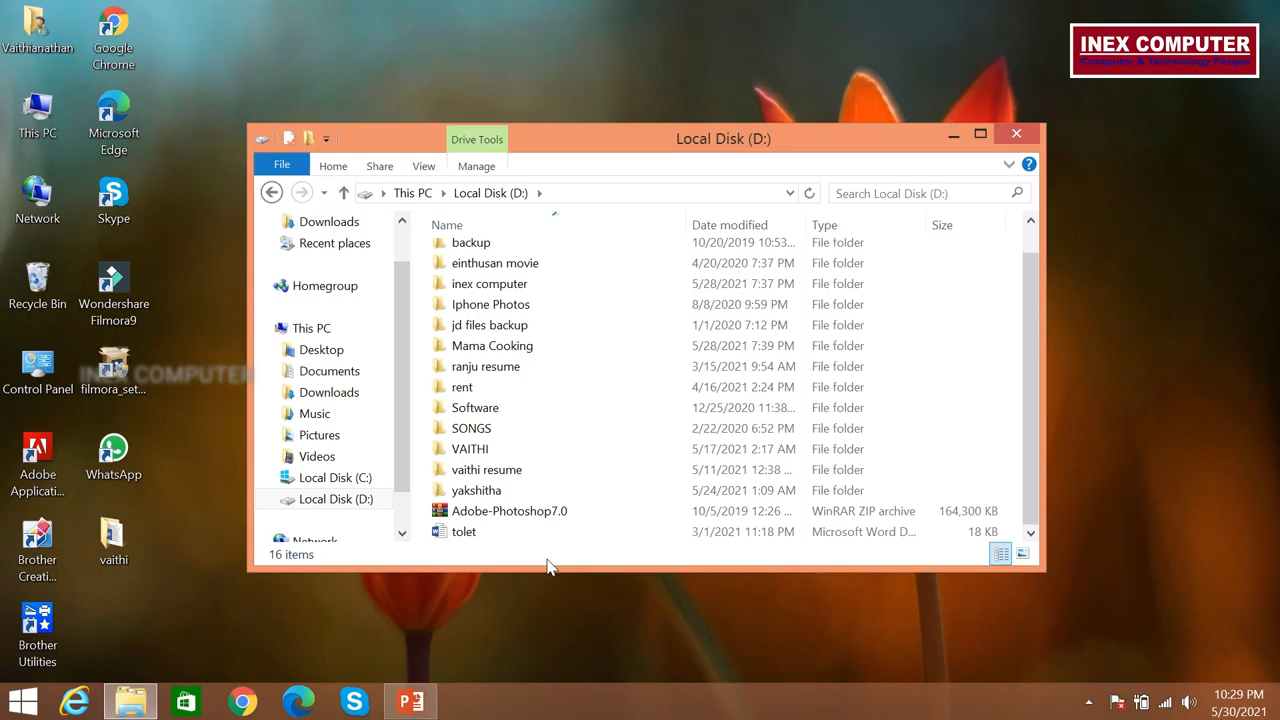 Vaithianathan
Google
Chrome
This PC
Microsoft
Edge
Network
Skype
Recycle Bin
Wondershare
Filmora9
Control Panel
filmora_set...
INEX COMPUTER
Adobe
Applicati...
WhatsApp
Brother
Creati...
vaithi
Brother
Utilities
INEX COMPUTER
Computer & Technology People
Drive Tools
Local Disk (D:)
File
Home
Share
View
Manage
This PC
Local Disk (D:)
Search Local Disk (D:)
Downloads
Recent places
Homegroup
This PC
Desktop
Documents
Downloads
Music
Pictures
Videos
Local Disk (C:)
Local Disk (D:)
Network
Name Date modified Type Size
backup 10/20/2019 10:53... File folder
einthusan movie 4/20/2020 7:37 PM File folder
inex computer 5/28/2021 7:37 PM File folder
Iphone Photos 8/8/2020 9:59 PM File folder
jd files backup 1/1/2020 7:12 PM File folder
Mama Cooking 5/28/2021 7:39 PM File folder
ranju resume 3/15/2021 9:54 AM File folder
rent 4/16/2021 2:24 PM File folder
Software 12/25/2020 11:38... File folder
SONGS 2/22/2020 6:52 PM File folder
VAITHI 5/17/2021 2:17 AM File folder
vaithi resume 5/11/2021 12:38 ... File folder
yakshitha 5/24/2021 1:09 AM File folder
Adobe-Photoshop7.0 10/5/2019 12:26 ... WinRAR ZIP archive 164,300 KB
tolet 3/1/2021 11:18 PM Microsoft Word D... 18 KB
16 items
10:29 PM
5/30/2021